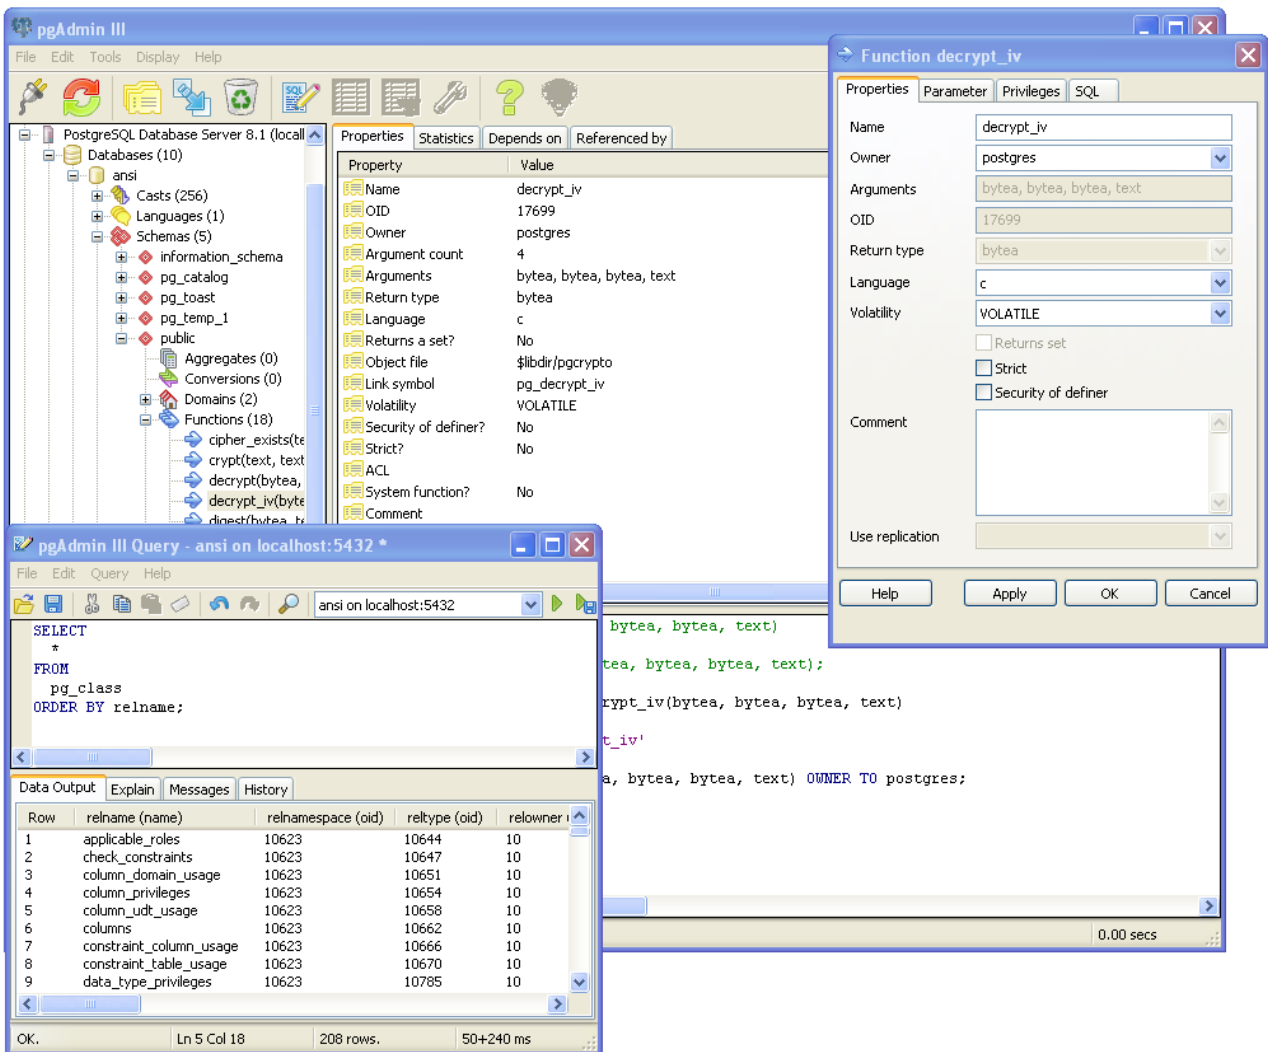 pgAdmin III
File Edit Tools Display Help
PostgreSQL Database Server 8.1 (locall
Databases (10)
ansi
Casts (256)
Languages (1)
Schemas (5)
information_schema
pg_catalog
pg_toast
pg_temp_1
public
Aggregates (0)
Conversions (0)
Domains (2)
Functions (18)
cipher_exists(te
crypt(text, text
decrypt(bytea,
decrypt_iv(byte
digest(bytea, te
Properties Statistics Depends on Referenced by
Property Value
Name decrypt_iv
OID 17699
Owner postgres
Argument count 4
Arguments bytea, bytea, bytea, text
Return type bytea
Language c
Returns a set? No
Object file $libdir/pgcrypto
Link symbol pg_decrypt_iv
Volatility VOLATILE
Security of definer? No
Strict? No
ACL
System function? No
Comment
Function decrypt_iv
Properties Parameter Privileges SQL
Name decrypt_iv
Owner postgres
Arguments bytea, bytea, bytea, text
OID 17699
Return type bytea
Language c
Volatility VOLATILE
Returns set
Strict
Security of definer
Comment
Use replication
Help Apply OK Cancel
bytea, bytea, text)
tea, bytea, bytea, text);
rypt_iv(bytea, bytea, bytea, text)
t_iv'
a, bytea, bytea, text) OWNER TO postgres;
0.00 secs
pgAdmin III Query - ansi on localhost:5432 *
File Edit Query Help
SQL
ansi on localhost:5432
SELECT
*
FROM
pg_class
ORDER BY relname;
Data Output Explain Messages History
Row relname (name) relnamespace (oid) reltype (oid) relowner
1 applicable_roles 10623 10644 10
2 check_constraints 10623 10647 10
3 column_domain_usage 10623 10651 10
4 column_privileges 10623 10654 10
5 column_udt_usage 10623 10658 10
6 columns 10623 10662 10
7 constraint_column_usage 10623 10666 10
8 constraint_table_usage 10623 10670 10
9 data_type_privileges 10623 10785 10
OK. Ln 5 Col 18 208 rows. 50+240 ms